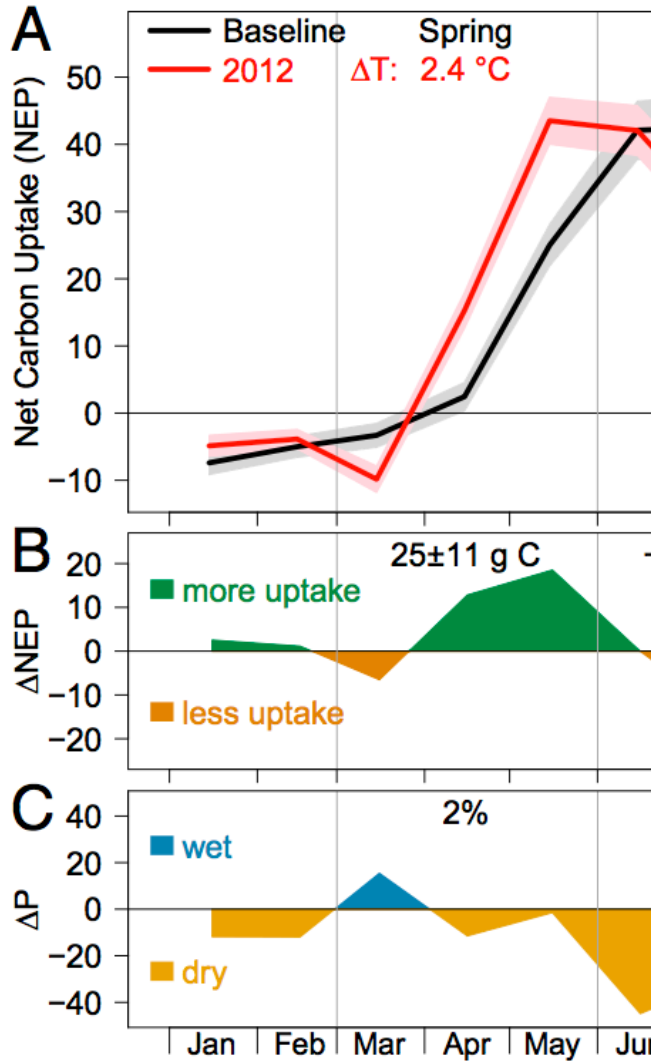 A
Baseline Spring
2012 ΔT: 2.4 °C
Net Carbon Uptake (NEP)
50
40
30
20
10
0
−10
B
25±11 g C -
more uptake
less uptake
ΔNEP
20
10
0
−10
−20
C
2%
wet
dry
ΔP
40
20
0
−20
−40
Jan Feb Mar Apr May Jun